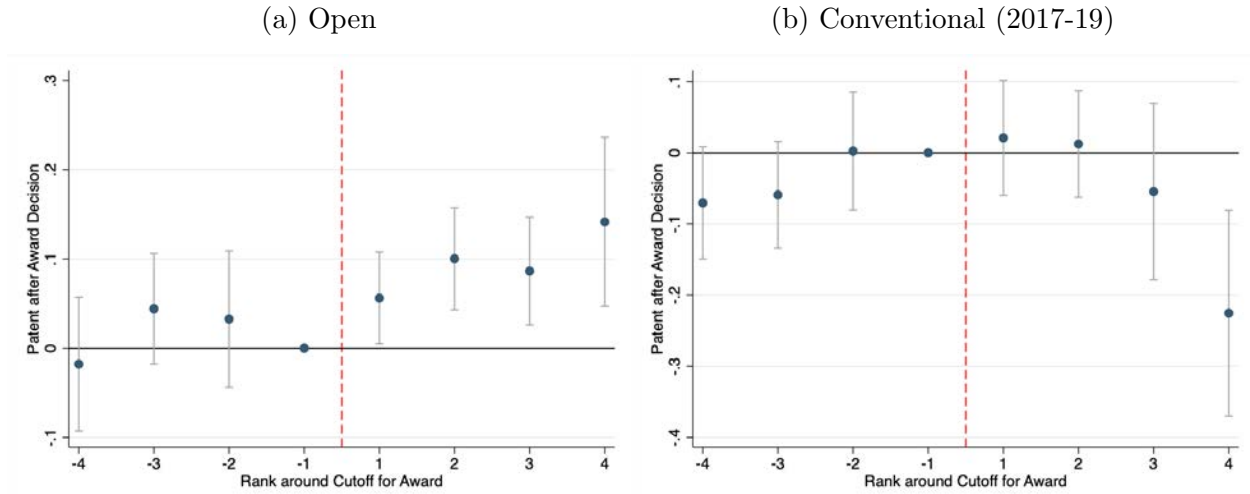 (a) Open
Patent after Award Decision
.3
.2
.1
0
-.1
-4 -3 -2 -1 1 2 3 4
Rank around Cutoff for Award
(b) Conventional (2017-19)
Patent after Award Decision
.1
0
-.1
-.2
-.3
-.4
-4 -3 -2 -1 1 2 3 4
Rank around Cutoff for Award